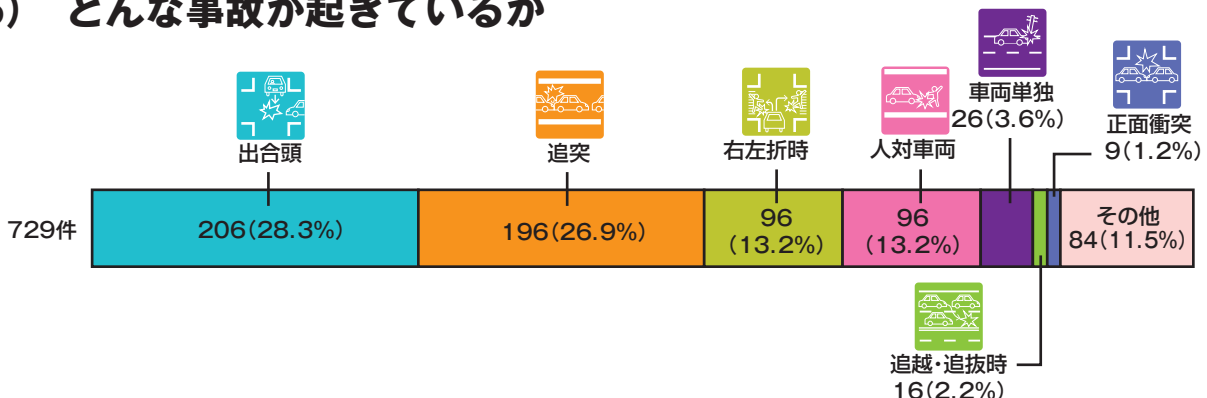 ) どんな事故が起きているか
車両単独
26(3.6%)
正面衝突
9(1.2%)
出合頭
追突
右左折時
人対車両
729件
206(28.3%)
196(26.9%)
96
(13.2%)
96
(13.2%)
その他
84(11.5%)
追越・追抜時
16(2.2%)